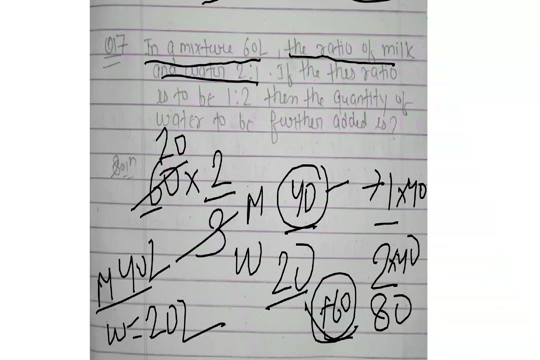 Q17 In a mixture 60L, the ratio of milk
and water 2:1. If the thes ratio
is to be 1:2 then the quantity of
water to be further added is?
Soln
20
60 × 2
3
M 40 → 1×40
W 20 2×40
+60 80
M 40L
W = 20L